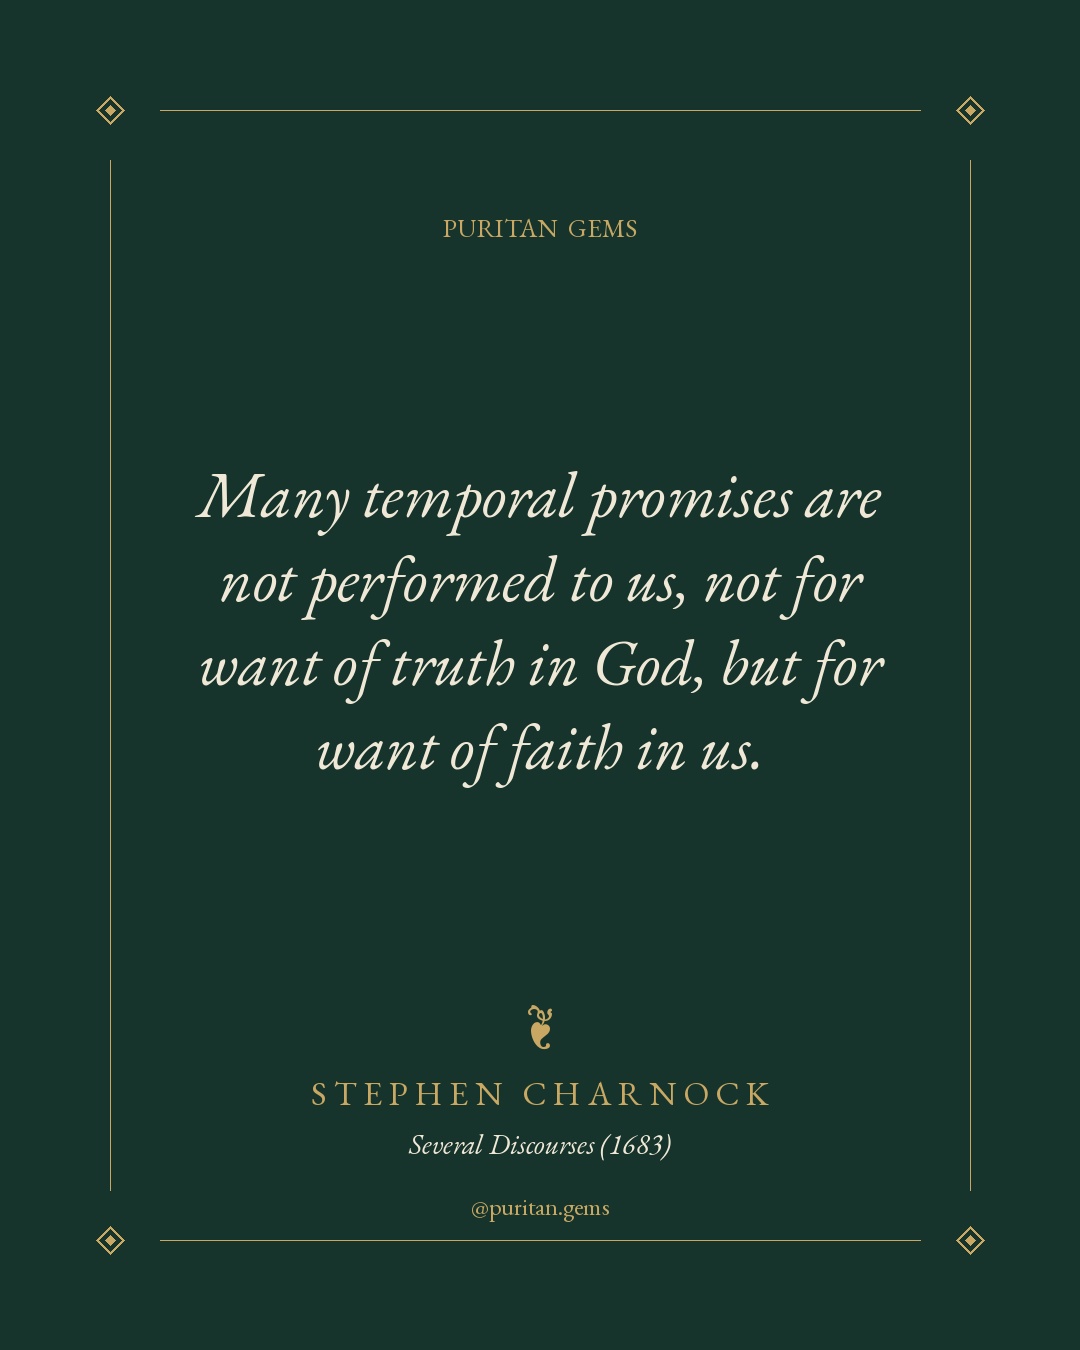 PURITAN GEMS
Many temporal promises are
not performed to us, not for
want of truth in God, but for
want of faith in us.
❦
STEPHEN CHARNOCK
Several Discourses (1683)
@puritan.gems